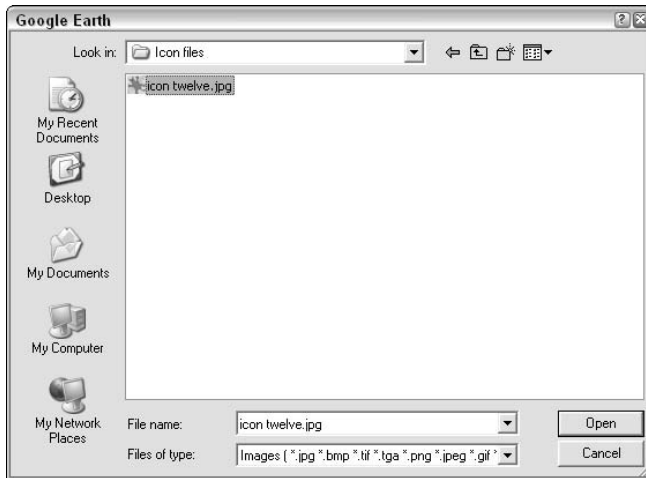 Google Earth
Look in:
Icon files
icon twelve.jpg
My Recent
Documents
Desktop
My Documents
My Computer
My Network
Places
File name:
icon twelve.jpg
Open
Files of type:
Images ( *.jpg *.bmp *.tif *.tga *.png *.jpeg *.gif *
Cancel